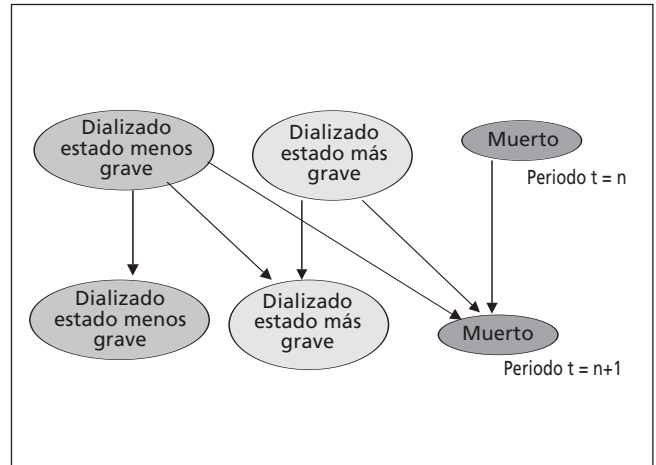 Dializado
estado menos
grave
Dializado
estado más
grave
Muerto
Periodo t = n
Dializado
estado menos
grave
Dializado
estado más
grave
Muerto
Periodo t = n+1